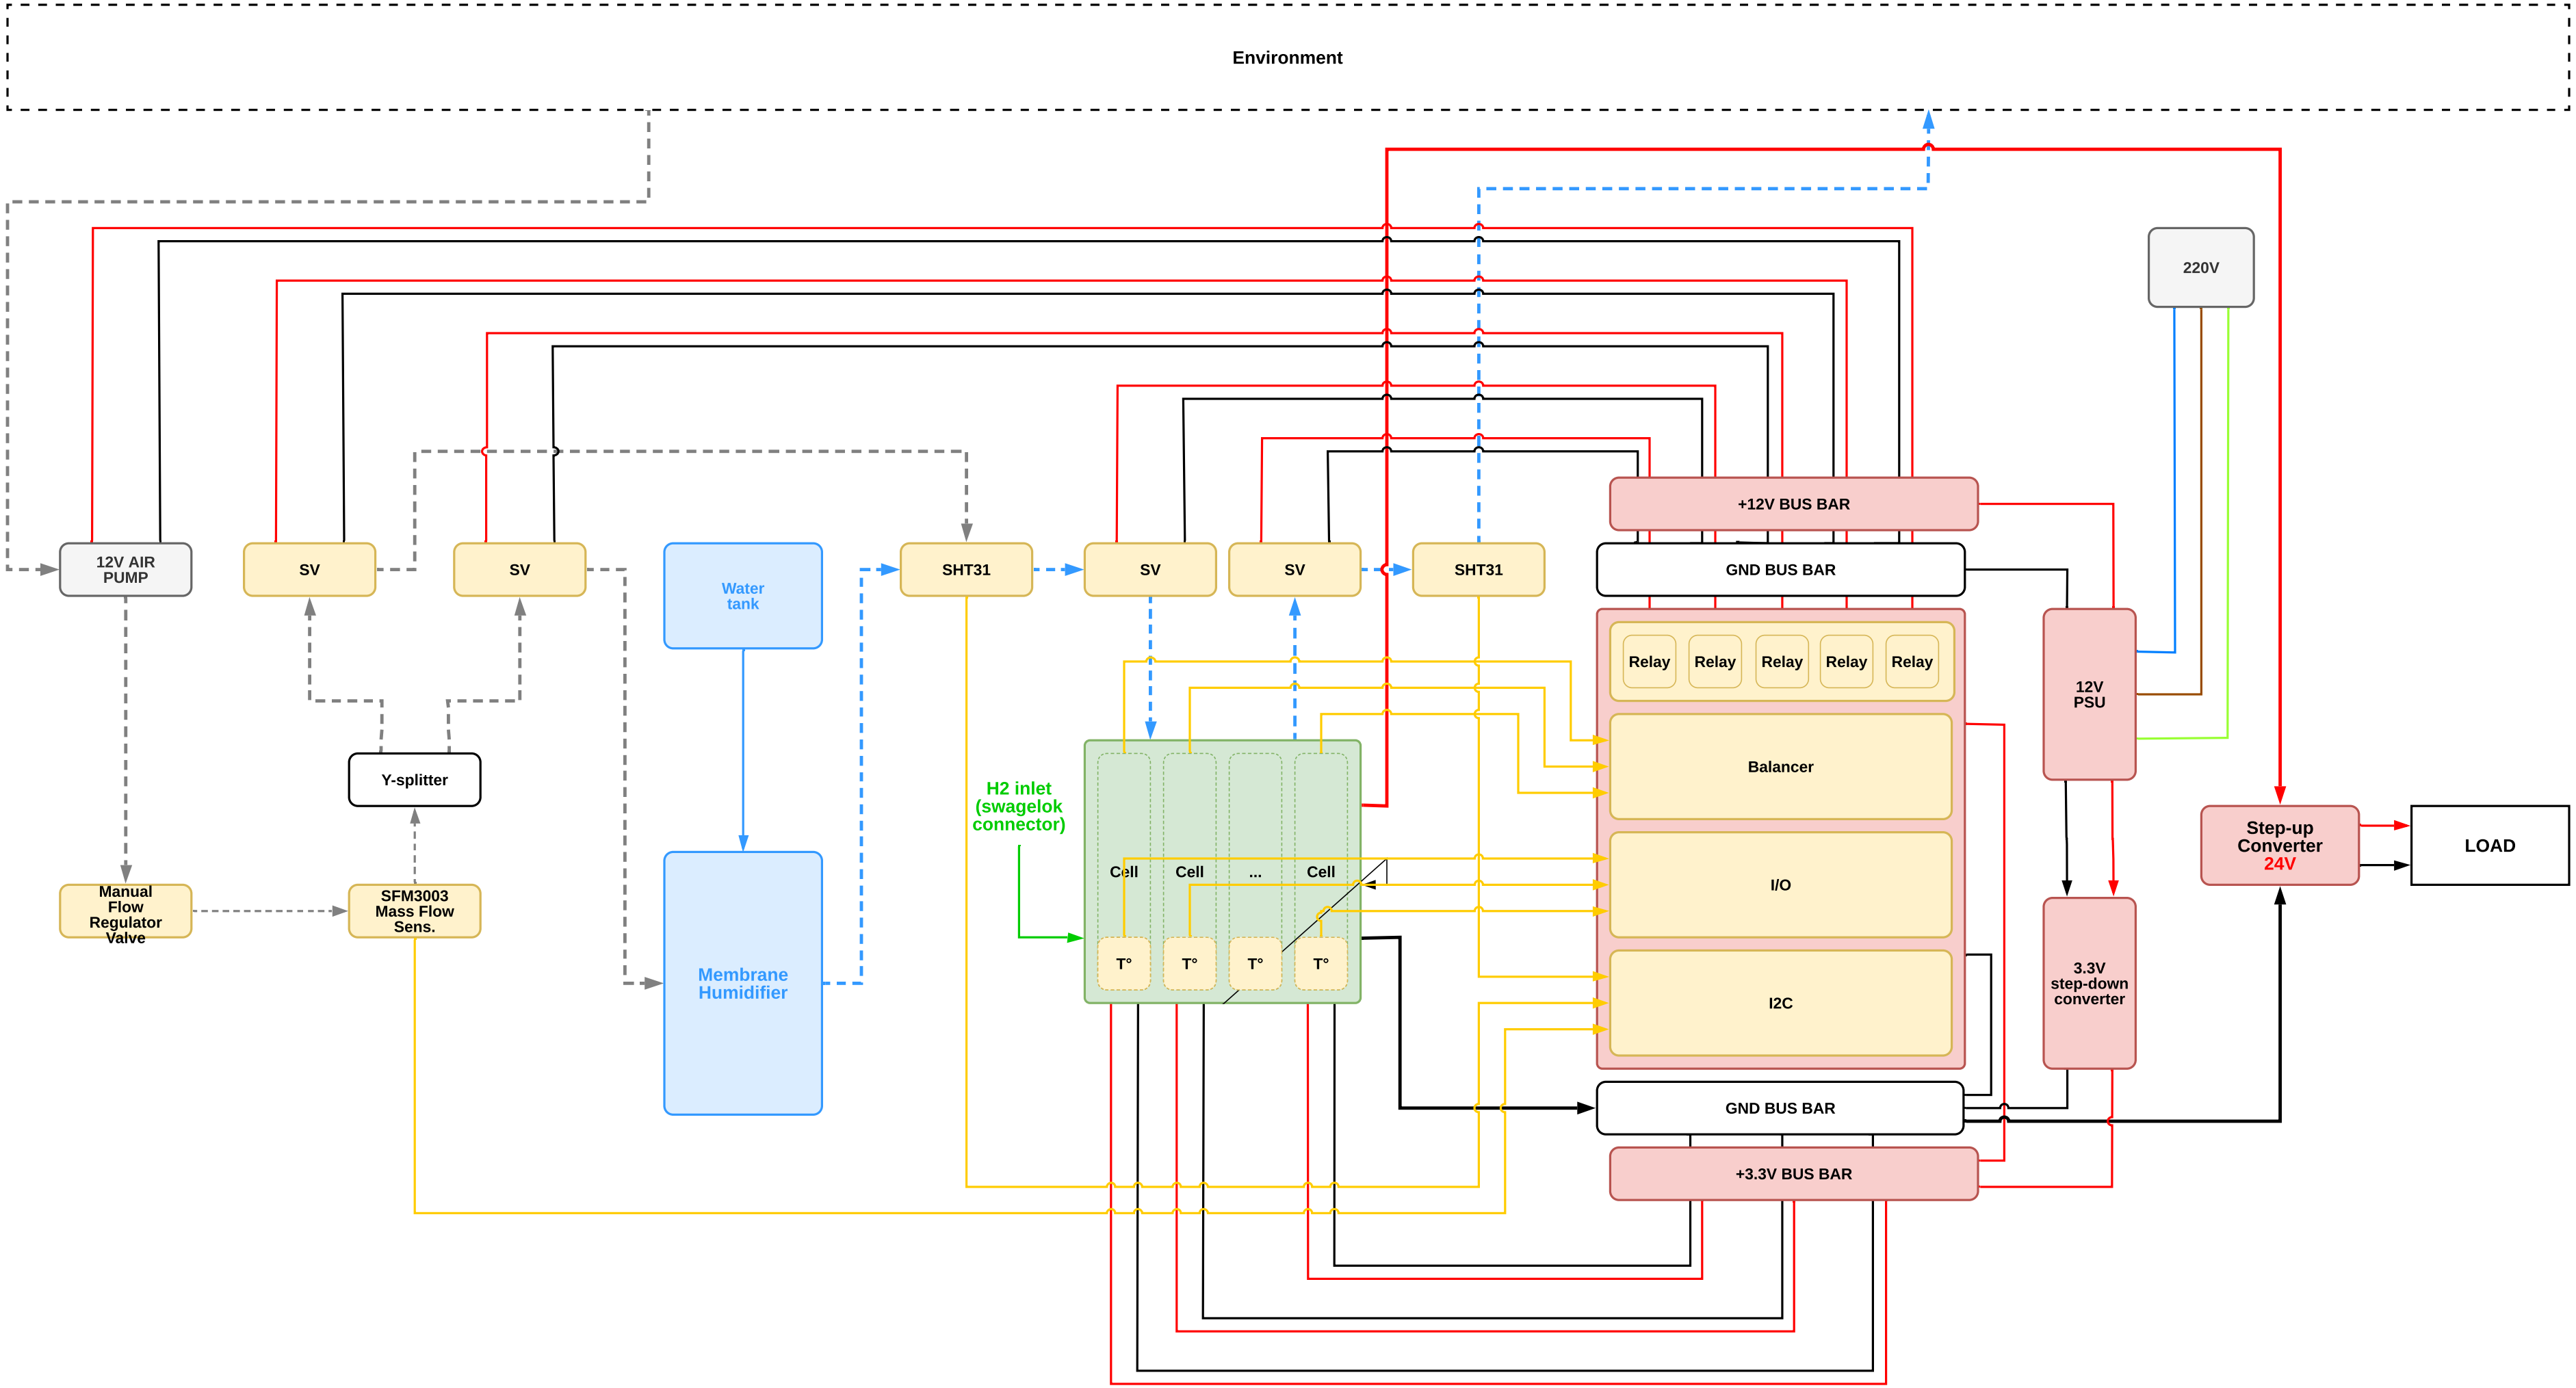 Environment
220V
+12V BUS BAR
12V AIR
PUMP
SV
SV
Water
tank
SHT31
SV
SV
SHT31
GND BUS BAR
Relay
Relay
Relay
Relay
Relay
12V
PSU
Y-splitter
Balancer
H2 inlet
(swagelok
connector)
Step-up
Converter
24V
LOAD
Cell
Cell
...
Cell
I/O
Manual
Flow
Regulator
Valve
SFM3003
Mass Flow
Sens.
Membrane
Humidifier
T°
T°
T°
T°
I2C
3.3V
step-down
converter
GND BUS BAR
+3.3V BUS BAR